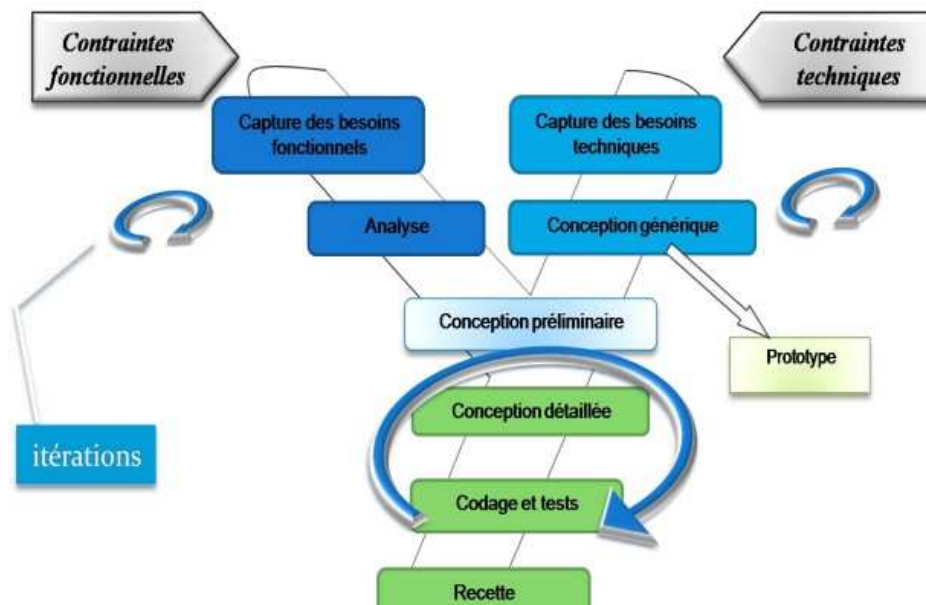 Contraintes
fonctionnelles
Contraintes
techniques
Capture des besoins
fonctionnels
Capture des besoins
techniques
Analyse
Conception générique
Conception préliminaire
Prototype
Conception détaillée
itérations
Codage et tests
Recette